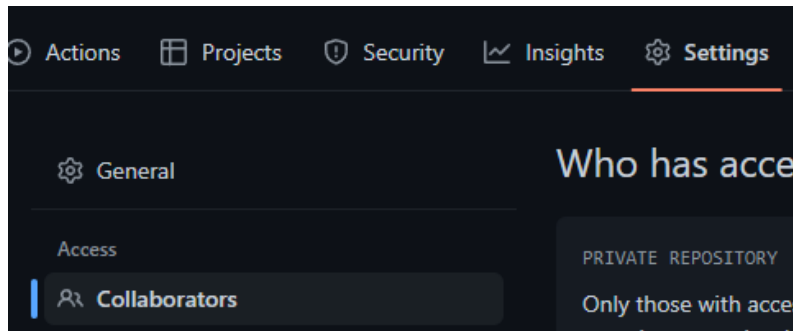 Actions Projects Security Insights Settings
General
Who has acce
Access
PRIVATE REPOSITORY
Collaborators
Only those with acce